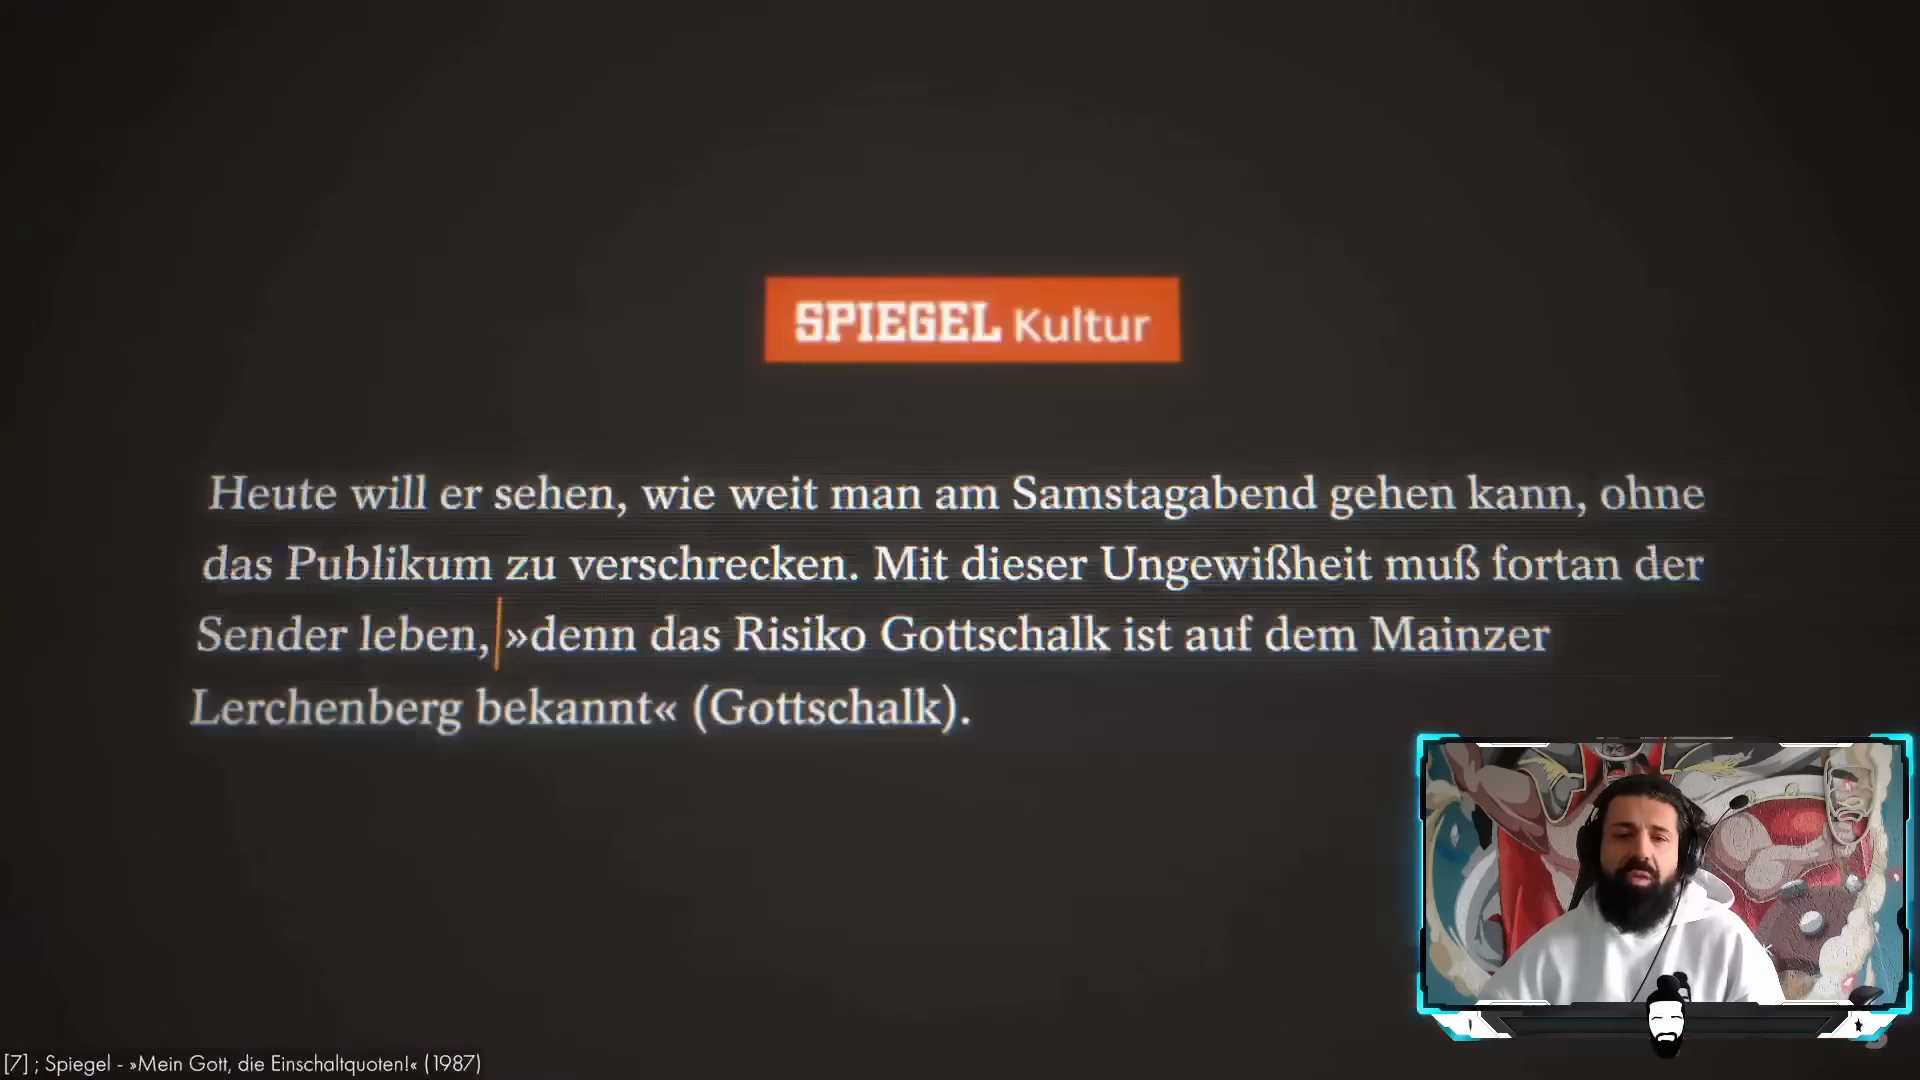 SPIEGEL Kultur
Heute will er sehen, wie weit man am Samstagabend gehen kann, ohne
das Publikum zu verschrecken. Mit dieser Ungewißheit muß fortan der
Sender leben, »denn das Risiko Gottschalk ist auf dem Mainzer
Lerchenberg bekannt« (Gottschalk).
[7] ; Spiegel - »Mein Gott, die Einschaltquoten!« (1987)